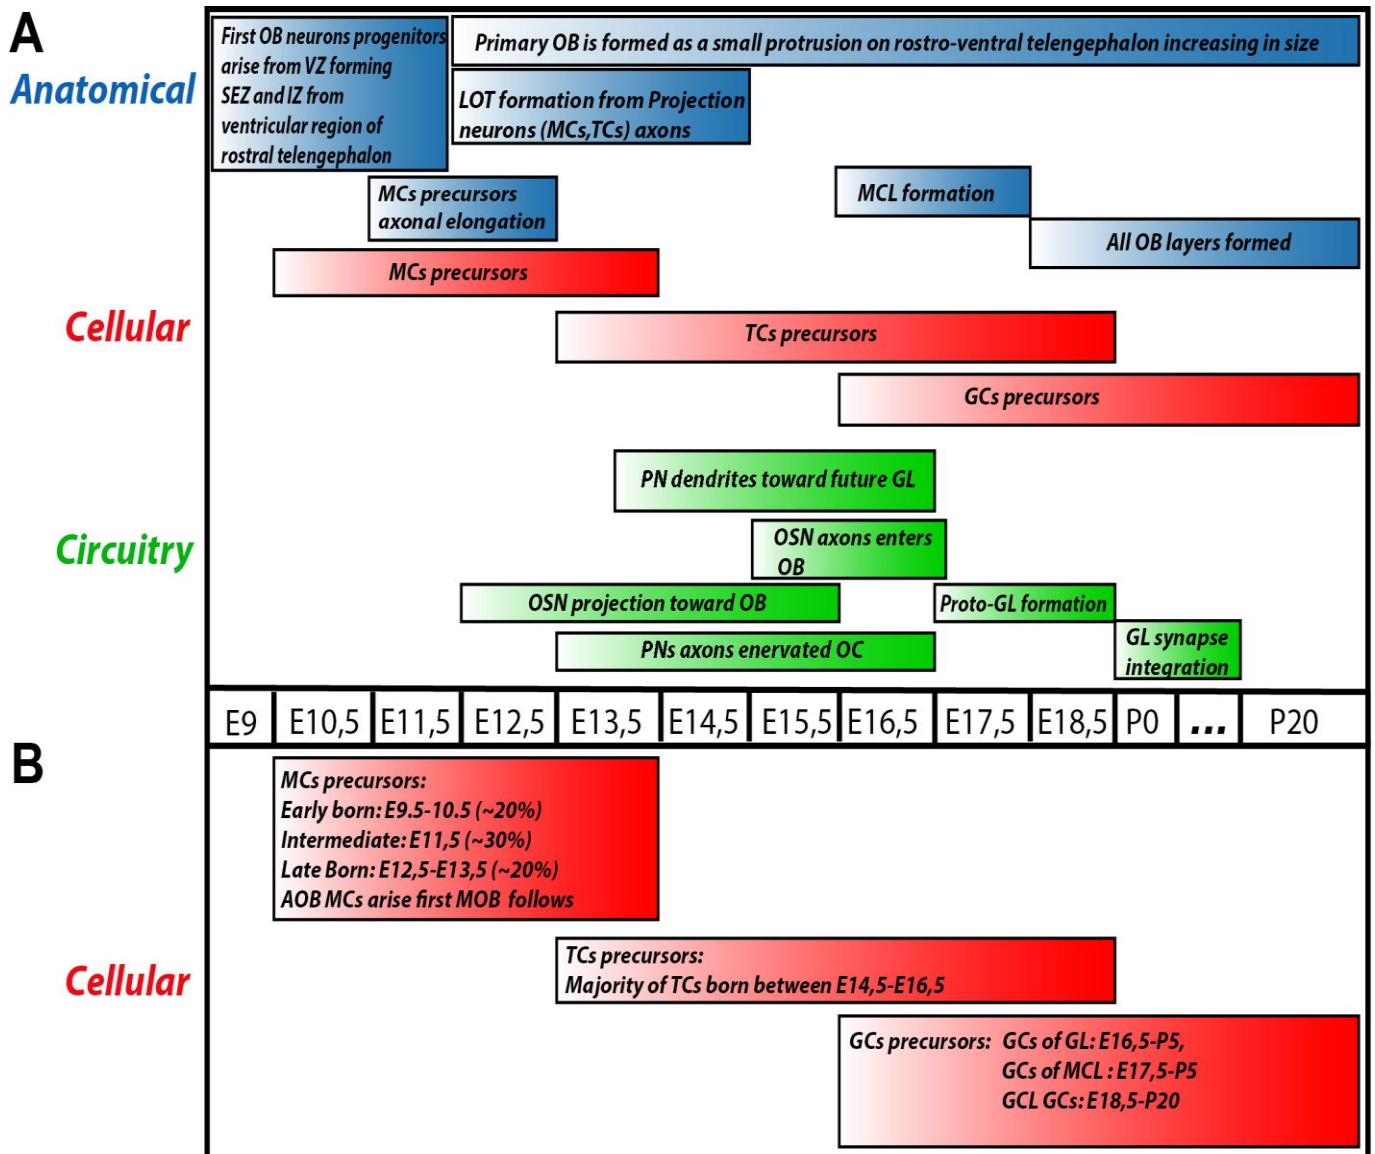 A
Anatomical
First OB neurons progenitors
arise from VZ forming
SEZ and IZ from
ventricular region of
rostral telengephalon
Primary OB is formed as a small protrusion on rostro-ventral telengephalon increasing in size
LOT formation from Projection
neurons (MCs,TCs) axons
MCs precursors
axonal elongation
MCL formation
All OB layers formed
Cellular
MCs precursors
TCs precursors
GCs precursors
Circuitry
PN dendrites toward future GL
OSN axons enters
OB
OSN projection toward OB
Proto-GL formation
PNs axons enervated OC
GL synapse
integration
E9 E10,5 E11,5 E12,5 E13,5 E14,5 E15,5 E16,5 E17,5 E18,5 P0 ... P20
B
Cellular
MCs precursors:
Early born: E9.5-10.5 (~20%)
Intermediate: E11,5 (~30%)
Late Born: E12,5-E13,5 (~20%)
AOB MCs arise first MOB follows
TCs precursors:
Majority of TCs born between E14,5-E16,5
GCs precursors: GCs of GL: E16,5-P5,
GCs of MCL : E17,5-P5
GCL GCs: E18,5-P20